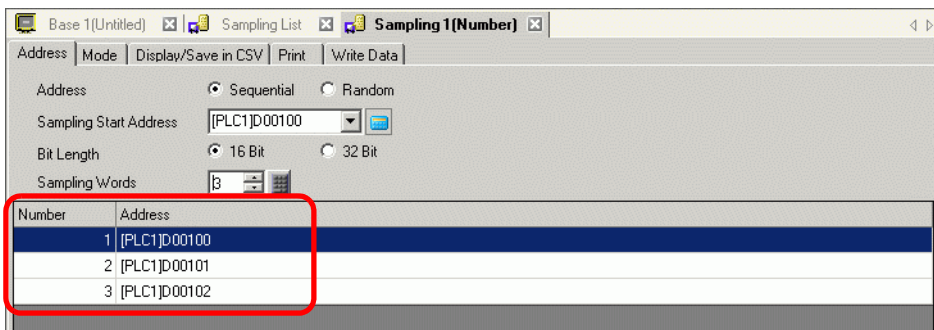 Base 1(Untitled) Sampling List Sampling 1(Number)
Address Mode Display/Save in CSV Print Write Data
Address Sequential Random
Sampling Start Address [PLC1]D00100
Bit Length 16 Bit 32 Bit
Sampling Words 3
Number Address
1 [PLC1]D00100
2 [PLC1]D00101
3 [PLC1]D00102